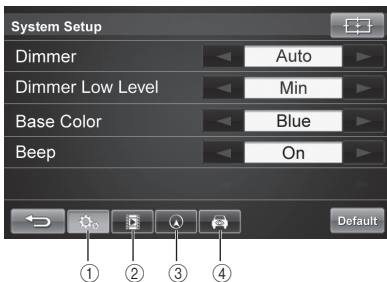 System Setup
Dimmer Auto
Dimmer Low Level Min
Base Color Blue
Beep On
Default
① ② ③ ④